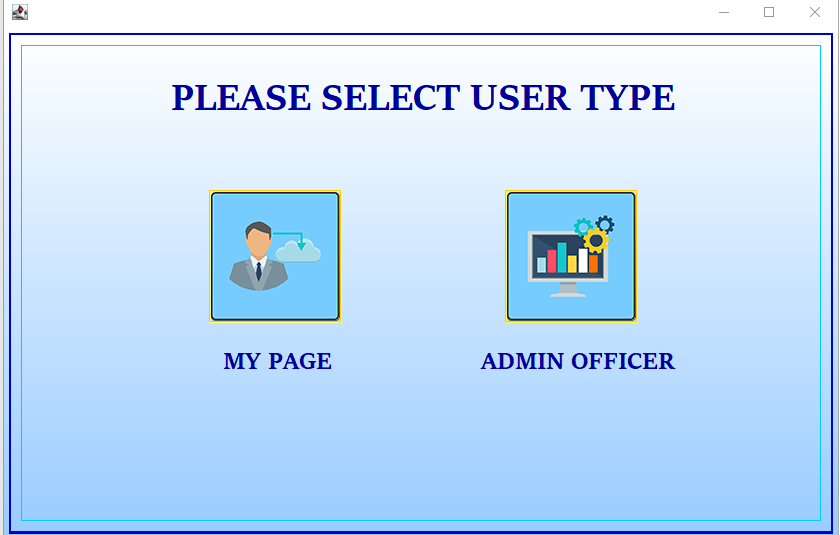 PLEASE SELECT USER TYPE
MY PAGE
ADMIN OFFICER